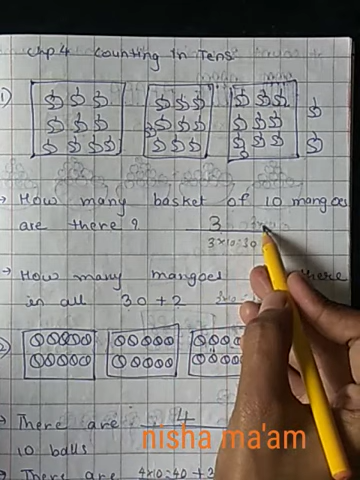 Chp 4 Counting in Tens
1)
→ How many basket of 10 mangoes
are there? 3
3×10=30
→ How many mangoes there
in all 30+2
2)
→ There are 4
10 balls
nisha ma'am
→ There are 4×10=40+3